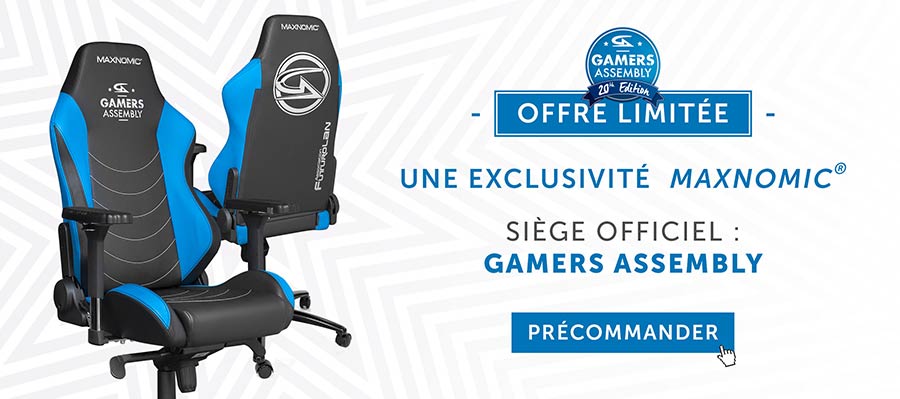 MAXNOMIC®
GAMERS
ASSEMBLY
MAXNOMIC®
Association
FUTUROLAN
GAMERS
ASSEMBLY
20th Edition
- OFFRE LIMITÉE -
UNE EXCLUSIVITÉ MAXNOMIC®
SIÈGE OFFICIEL :
GAMERS ASSEMBLY
PRÉCOMMANDER